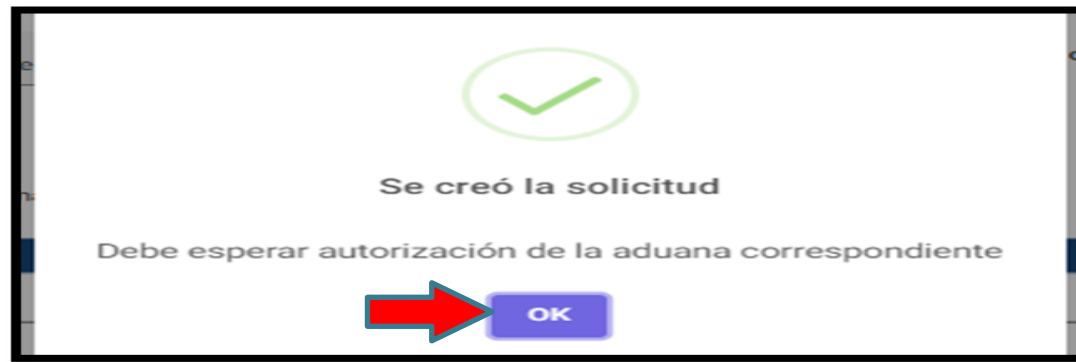 Se creó la solicitud
Debe esperar autorización de la aduana correspondiente
OK